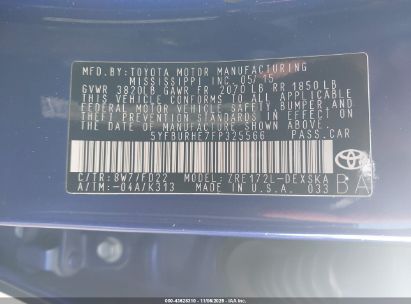 MFD. BY: TOYOTA MOTOR MANUFACTURING
MISSISSIPPI INC. 05/15
GVWR 3820LB GAWR FR 2070LB RR 1850LB
THIS VEHICLE CONFORMS TO ALL APPLICABLE
FEDERAL MOTOR VEHICLE SAFETY, BUMPER, AND
THEFT PREVENTION STANDARDS IN EFFECT ON
THE DATE OF MANUFACTURE SHOWN ABOVE.
5YFBURHE7FP325566 PASS. CAR
C/TR: 8W7/FD22 MODEL: ZRE172L-DEXSKA
A/TM: -04A/K313 MADE IN U.S.A. 033
TOYOTA
BA